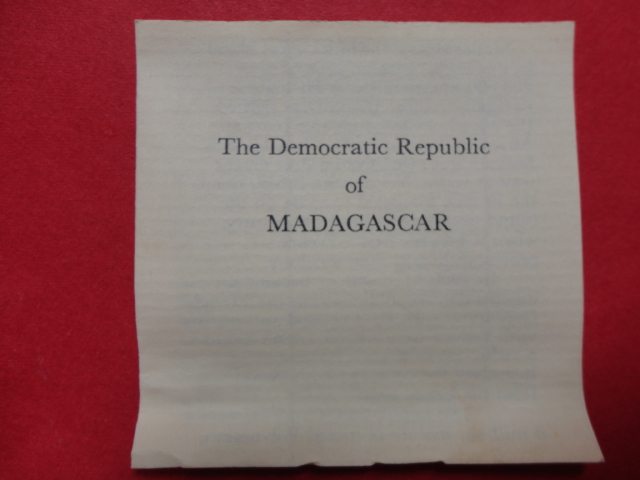 The Democratic Republic
of
MADAGASCAR